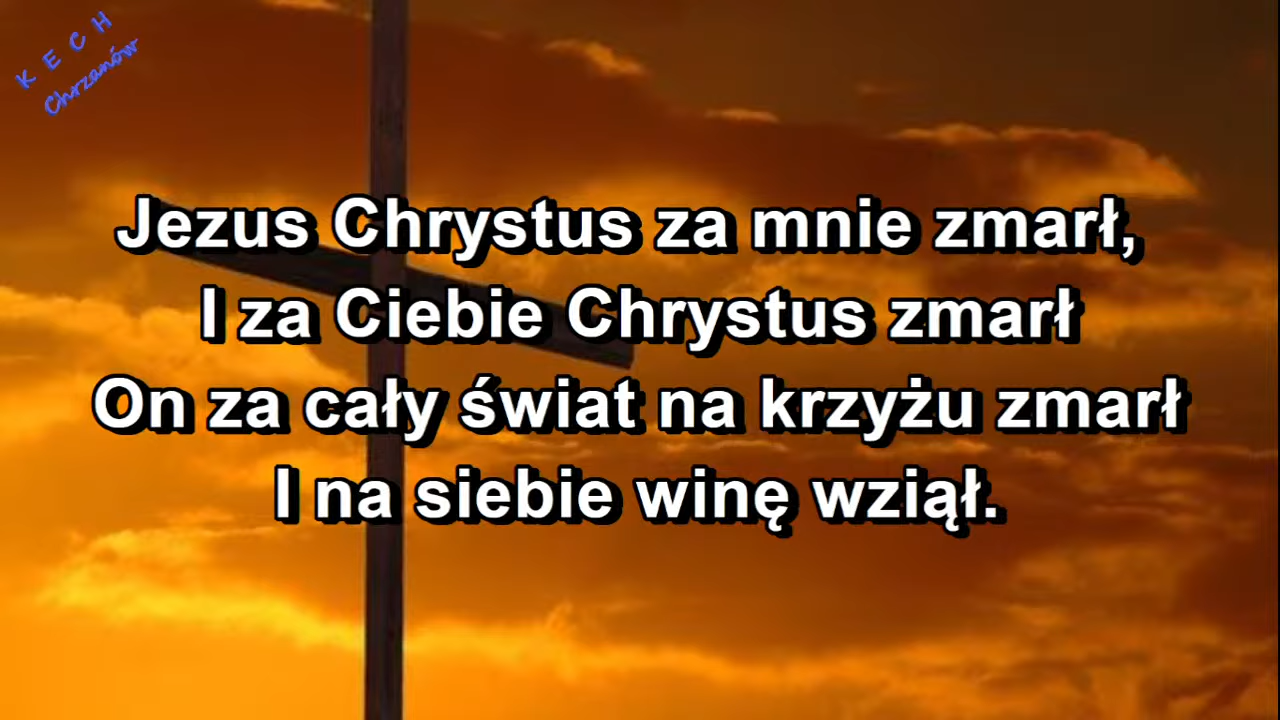 K E C H
Chrzanów
Jezus Chrystus za mnie zmarł,
I za Ciebie Chrystus zmarł
On za cały świat na krzyżu zmarł
I na siebie winę wziął.